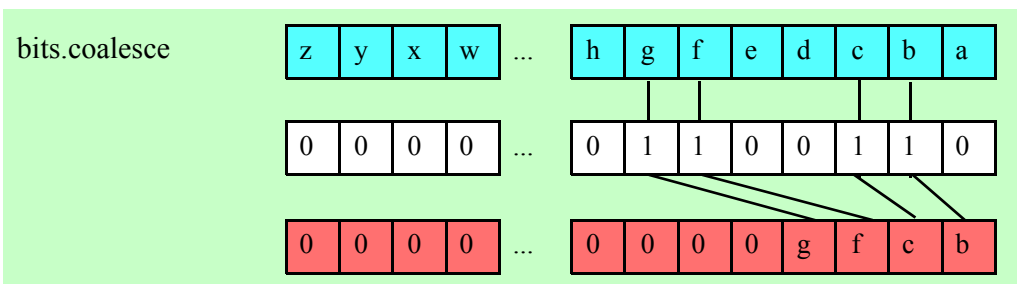 bits.coalesce z y x w ... h g f e d c b a
0 0 0 0 ... 0 1 1 0 0 1 1 0
0 0 0 0 ... 0 0 0 0 g f c b